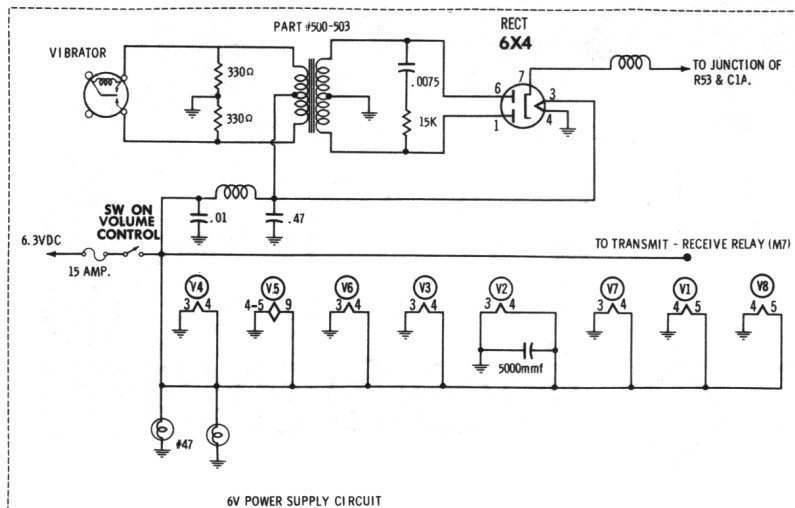 PART #500-503
RECT
6X4
VIBRATOR
330Ω
330Ω
.0075
15K
6
7
3
1
4
TO JUNCTION OF
R53 & C1A.
SW ON
VOLUME
CONTROL
.01
.47
6.3VDC
15 AMP.
TO TRANSMIT - RECEIVE RELAY (M7)
V4
3 4
V5
4-5 9
V6
3 4
V3
3 4
V2
3 4
V7
3 4
V1
4 5
V8
4 5
5000mmf
#47
6V POWER SUPPLY CIRCUIT